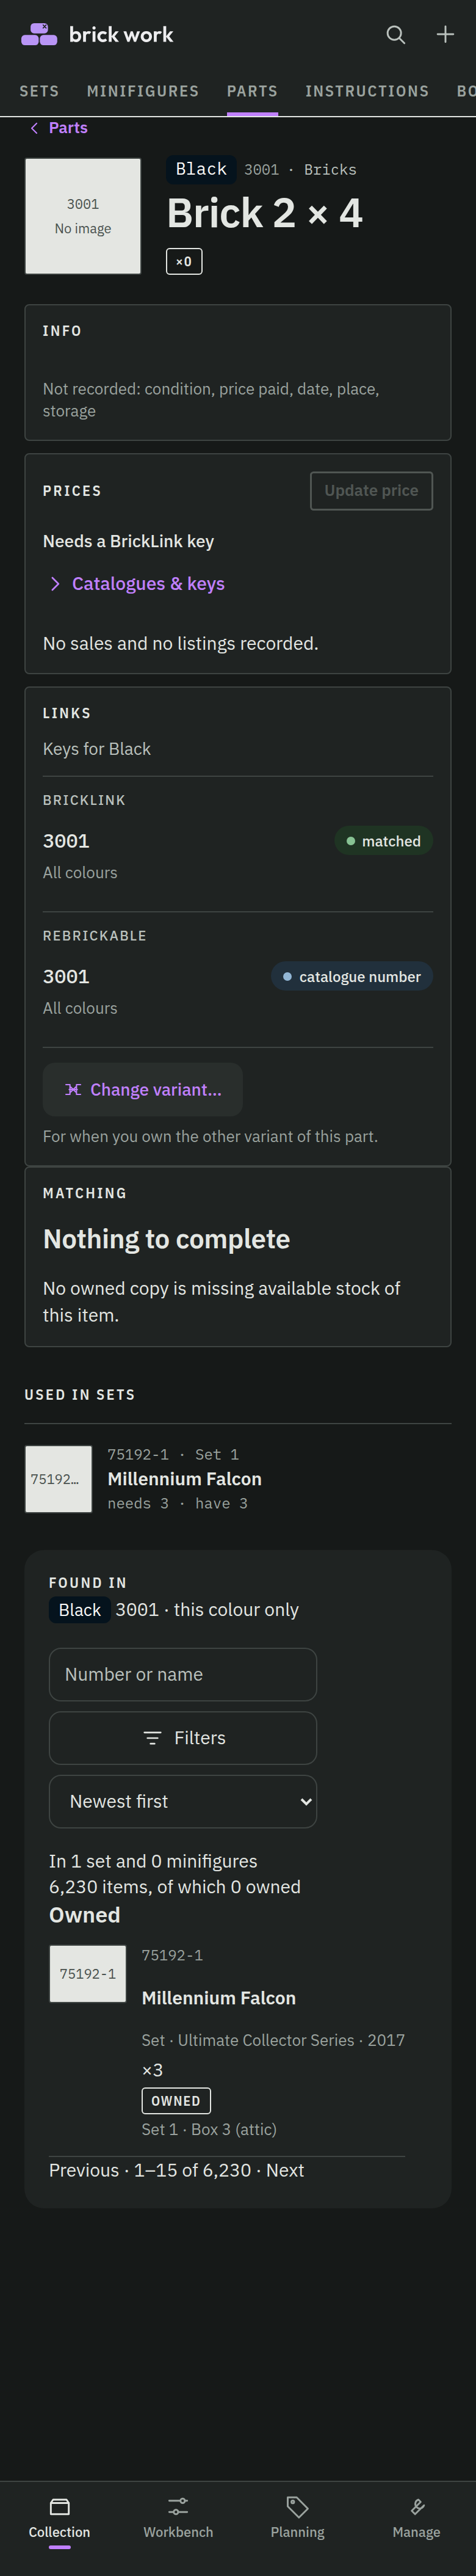 brick work
SETS MINIFIGURES PARTS INSTRUCTIONS BO
Parts
3001
No image
Black 3001 · Bricks
Brick 2 × 4
×0
INFO
Not recorded: condition, price paid, date, place,
storage
PRICES
Update price
Needs a BrickLink key
Catalogues & keys
No sales and no listings recorded.
LINKS
Keys for Black
BRICKLINK
3001
matched
All colours
REBRICKABLE
3001
catalogue number
All colours
Change variant...
For when you own the other variant of this part.
MATCHING
Nothing to complete
No owned copy is missing available stock of
this item.
USED IN SETS
75192…
75192-1 · Set 1
Millennium Falcon
needs 3 · have 3
FOUND IN
Black 3001 · this colour only
Number or name
Filters
Newest first
In 1 set and 0 minifigures
6,230 items, of which 0 owned
Owned
75192-1
75192-1
Millennium Falcon
Set · Ultimate Collector Series · 2017
×3
OWNED
Set 1 · Box 3 (attic)
Previous · 1–15 of 6,230 · Next
Collection Workbench Planning Manage